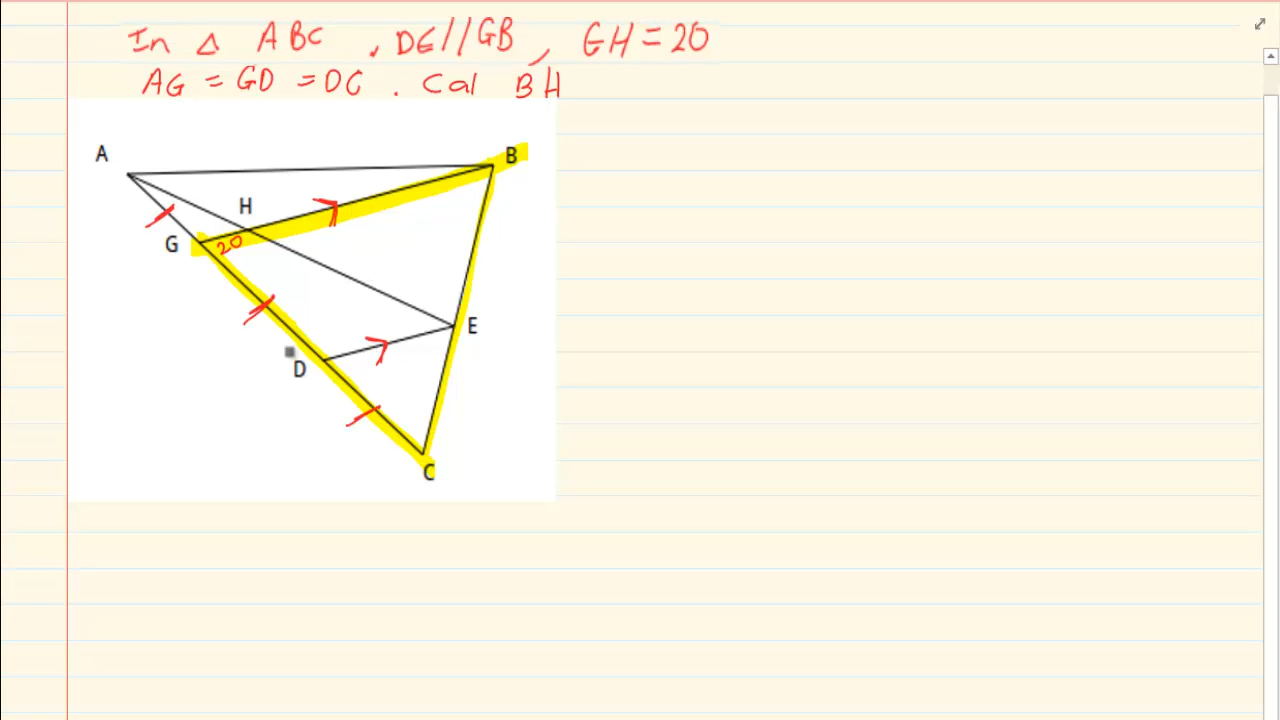 In Δ ABC , DE//GB , GH = 20
AG = GD = DC . Cal BH
A
B
H
G
20
E
D
C